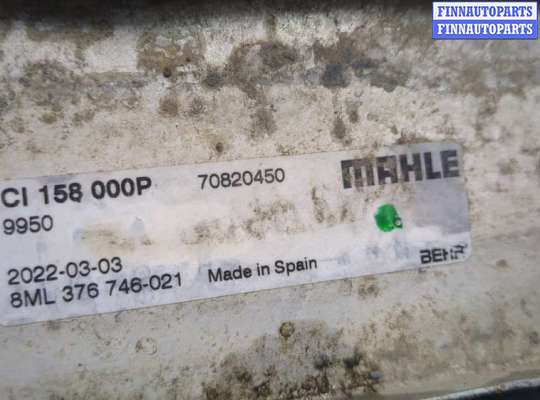 FINNAUTOPARTS
FINNAUTOPARTS
CI 158 000P 70820450 MAHLE
9950
2022-03-03
8ML 376 746-021 Made in Spain BEHR